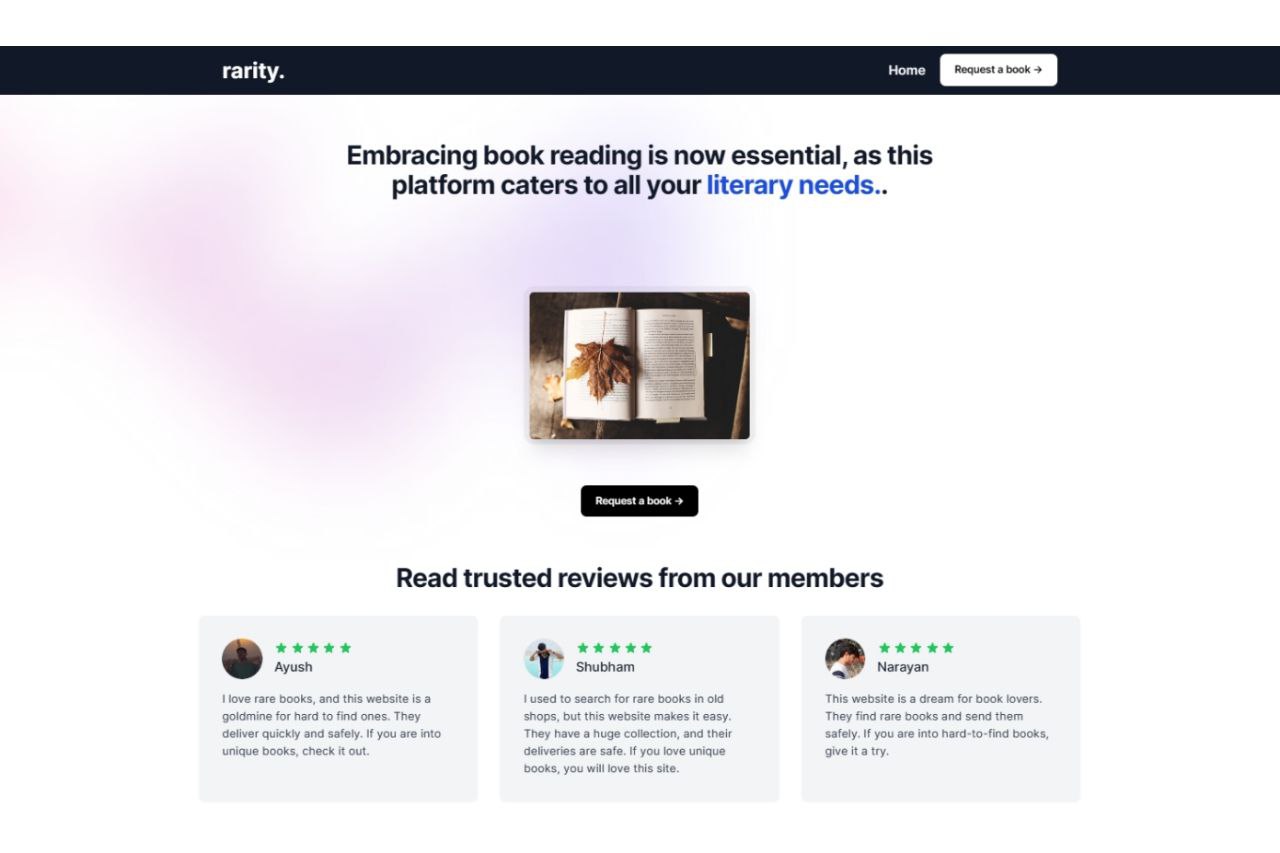 rarity.
Home
Request a book →
Embracing book reading is now essential, as this
platform caters to all your literary needs..
Request a book →
Read trusted reviews from our members
Ayush
I love rare books, and this website is a
goldmine for hard to find ones. They
deliver quickly and safely. If you are into
unique books, check it out.
Shubham
I used to search for rare books in old
shops, but this website makes it easy.
They have a huge collection, and their
deliveries are safe. If you love unique
books, you will love this site.
Narayan
This website is a dream for book lovers.
They find rare books and send them
safely. If you are into hard-to-find books,
give it a try.